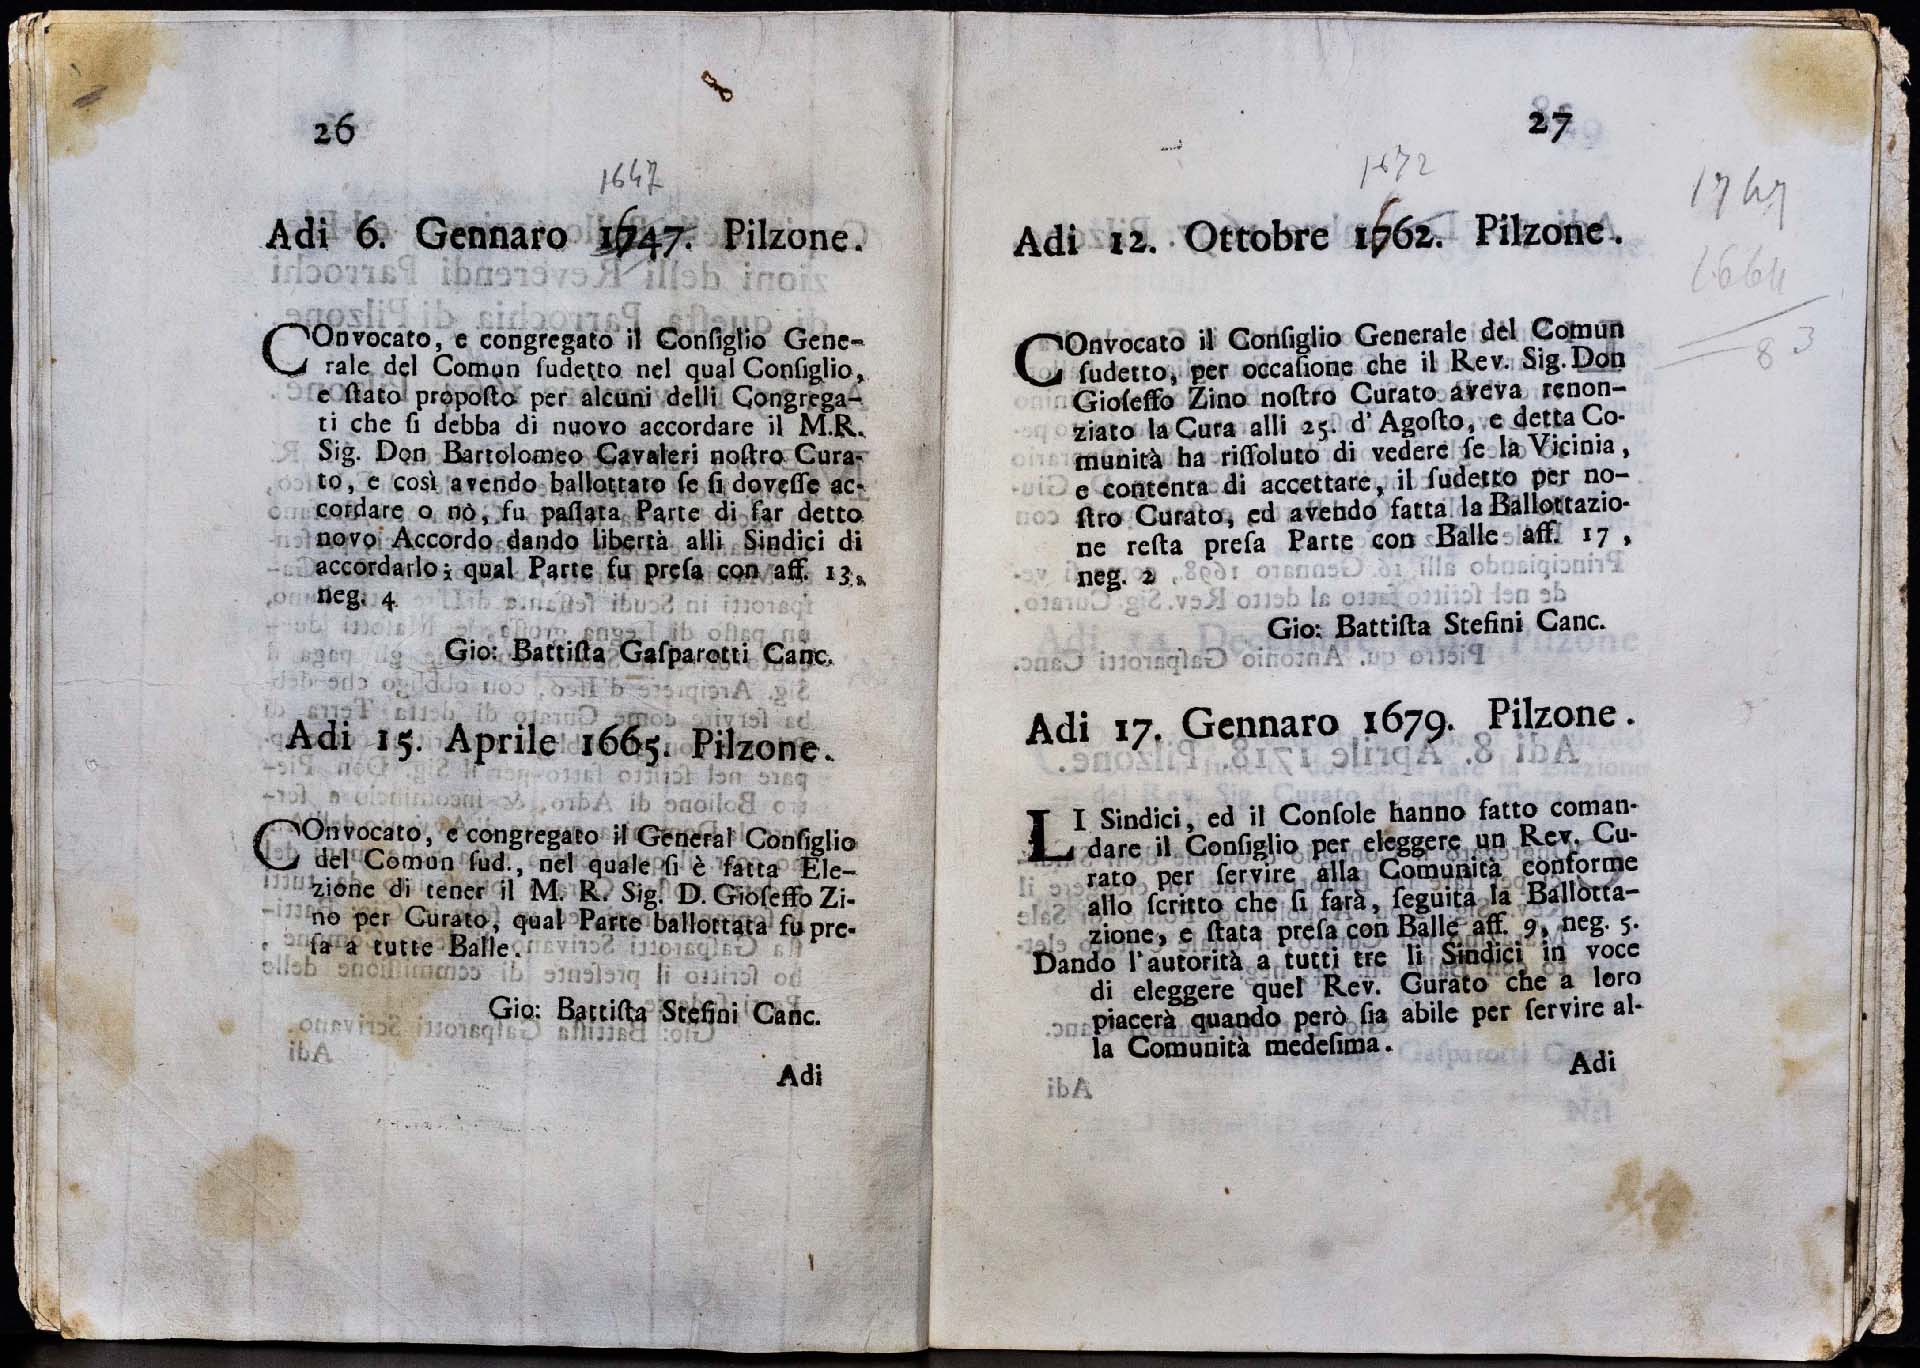 26
1647
Adi 6. Gennaro 1747. Pilzone.
COnvocato, e congregato il Conſiglio Gene-
rale del Comun ſudetto nel qual Conſiglio,
e ſtato propoſto per alcuni delli Congrega-
ti che ſi debba di nuovo accordare il M.R.
Sig. Don Bartolomeo Cavaleri noſtro Cura-
to, e così avendo ballottato ſe ſi doveſſe ac-
cordare o nò, fu paſſata Parte di far detto
novo Accordo dando libertà alli Sindici di
accordarlo; qual Parte fu preſa con aff. 13,
neg. 4
Gio: Battiſta Gaſparotti Canc.
Adi 15. Aprile 1665. Pilzone.
COnvocato, e congregato il General Conſiglio
del Comun ſud., nel quale ſi è fatta Ele-
zione di tener il M. R. Sig. D. Gioſeffo Zi-
no per Curato, qual Parte ballottata fu pre-
ſa a tutte Balle.
Gio: Battiſta Stefini Canc.
Adi
27
1672
Adi 12. Ottobre 1762. Pilzone.
1747
1664
83
COnvocato il Conſiglio Generale del Comun
ſudetto, per occaſione che il Rev. Sig. Don
Gioſeffo Zino noſtro Curato aveva renon-
ziato la Cura alli 25. d'Agoſto, e detta Co-
munità ha riſſoluto di vedere ſe la Vicinia,
e contenta di accettare, il ſudetto per no-
ſtro Curato, ed avendo fatta la Ballottazio-
ne reſta preſa Parte con Balle aff. 17,
neg. 2
Gio: Battiſta Stefini Canc.
Adi 17. Gennaro 1679. Pilzone.
LI Sindici, ed il Conſole hanno fatto coman-
dare il Conſiglio per eleggere un Rev. Cu-
rato per ſervire alla Comunità conforme
allo ſcritto che ſi farà, ſeguita la Ballotta-
zione, e ſtata preſa con Balle aff. 9, neg. 5.
Dando l'autorità a tutti tre li Sindici in voce
di eleggere quel Rev. Curato che a loro
piacerà quando però ſia abile per ſervire al-
la Comunità medeſima.
Adi